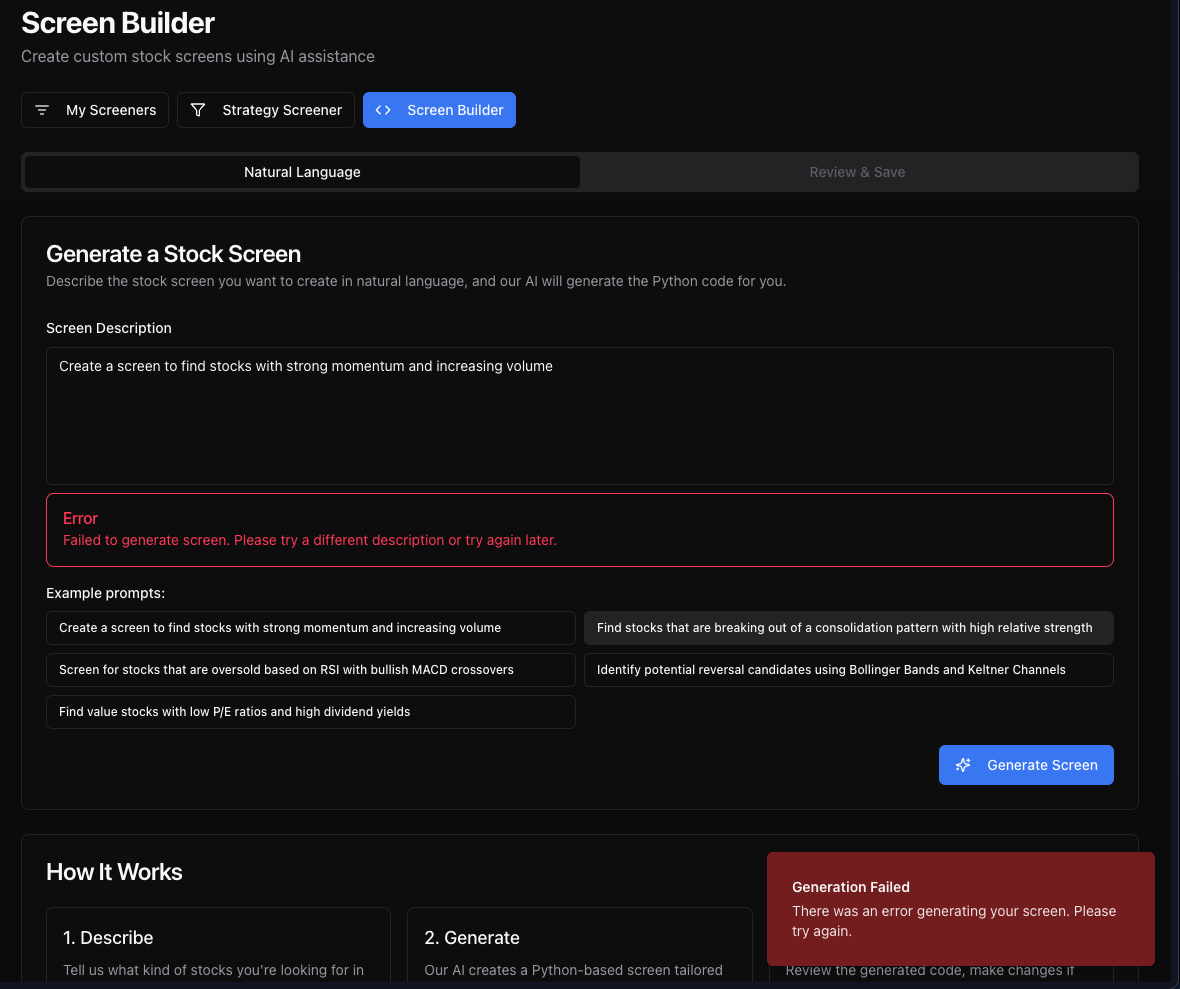 Screen Builder
Create custom stock screens using AI assistance
My Screeners
Strategy Screener
Screen Builder
Natural Language
Review & Save
Generate a Stock Screen
Describe the stock screen you want to create in natural language, and our AI will generate the Python code for you.
Screen Description
Create a screen to find stocks with strong momentum and increasing volume
Error
Failed to generate screen. Please try a different description or try again later.
Example prompts:
Create a screen to find stocks with strong momentum and increasing volume
Find stocks that are breaking out of a consolidation pattern with high relative strength
Screen for stocks that are oversold based on RSI with bullish MACD crossovers
Identify potential reversal candidates using Bollinger Bands and Keltner Channels
Find value stocks with low P/E ratios and high dividend yields
Generate Screen
How It Works
1. Describe
Tell us what kind of stocks you're looking for in
2. Generate
Our AI creates a Python-based screen tailored
Generation Failed
There was an error generating your screen. Please
try again.
Review the generated code, make changes if